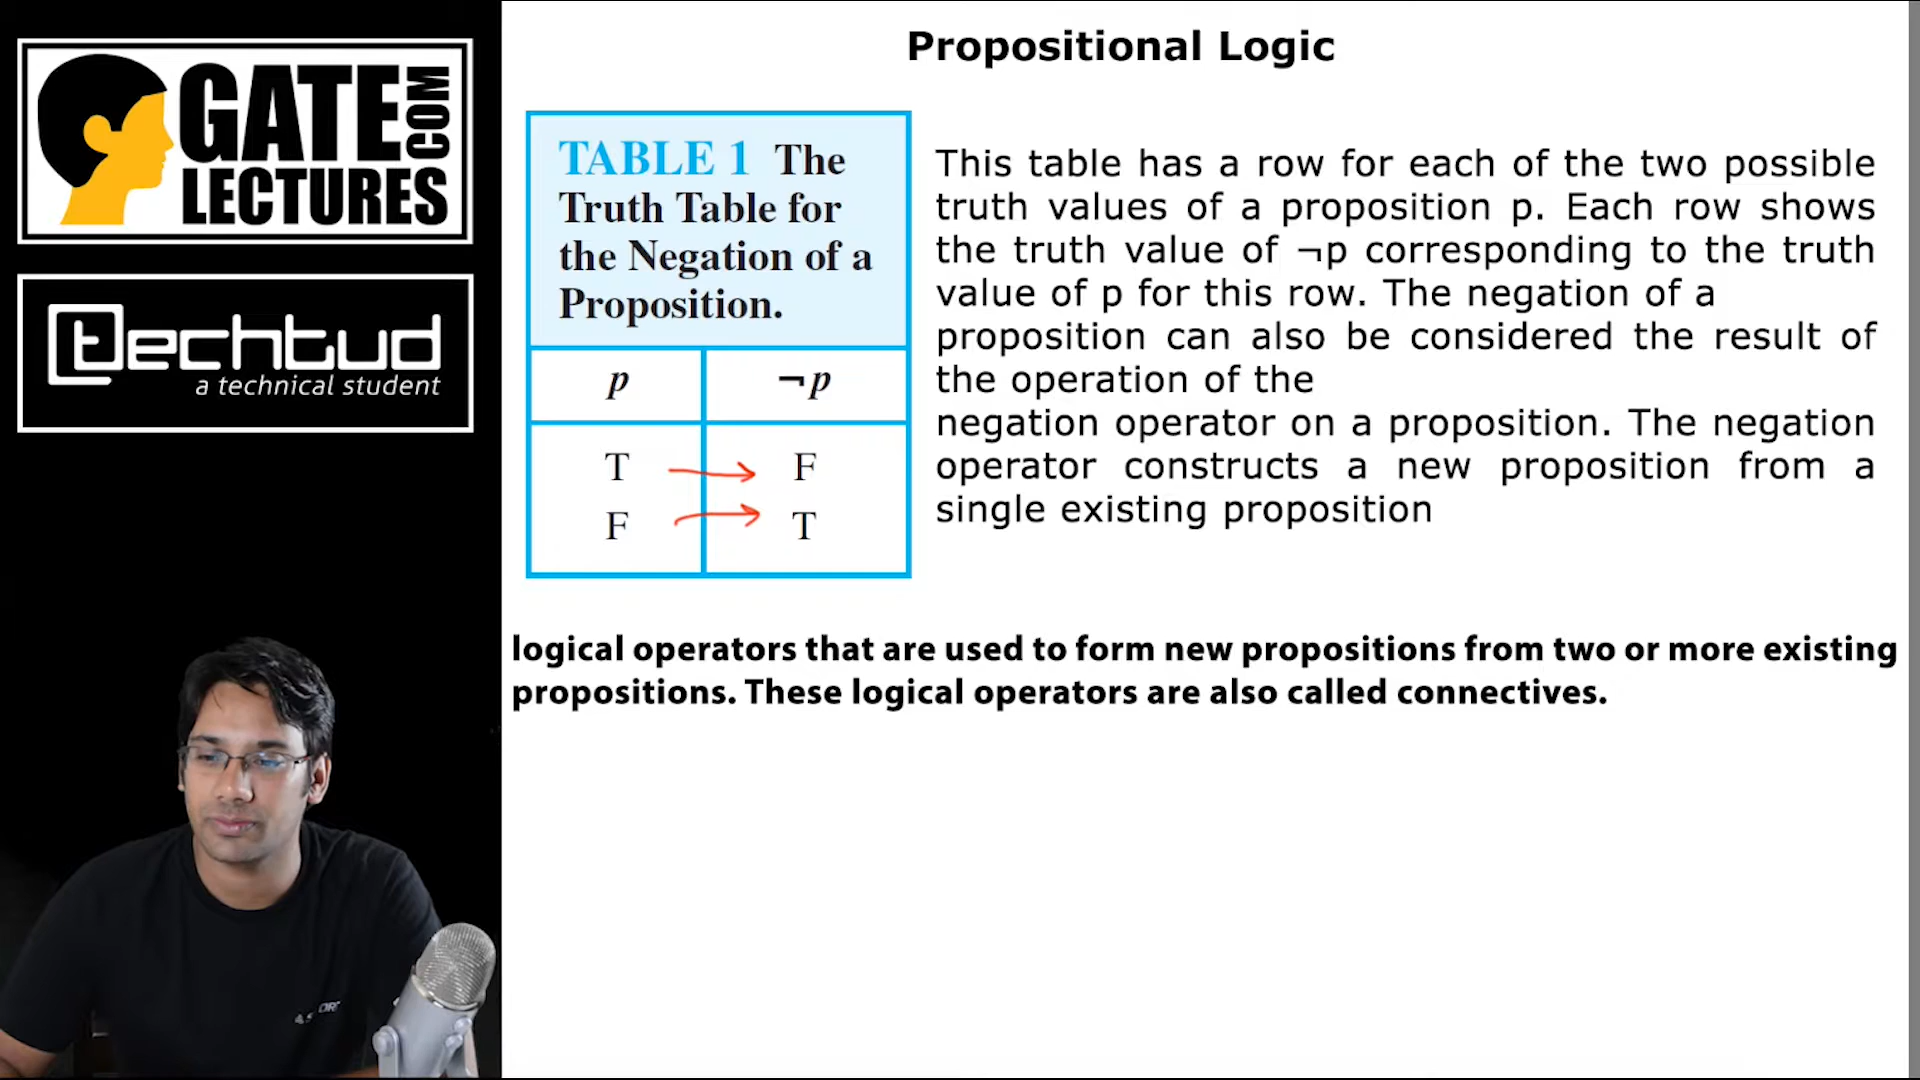 GATE
LECTURES
COM
techtud
a technical student
Propositional Logic
TABLE 1 The
Truth Table for
the Negation of a
Proposition.
p ¬p
T F
F T
This table has a row for each of the two possible
truth values of a proposition p. Each row shows
the truth value of ¬p corresponding to the truth
value of p for this row. The negation of a
proposition can also be considered the result of
the operation of the
negation operator on a proposition. The negation
operator constructs a new proposition from a
single existing proposition
logical operators that are used to form new propositions from two or more existing
propositions. These logical operators are also called connectives.